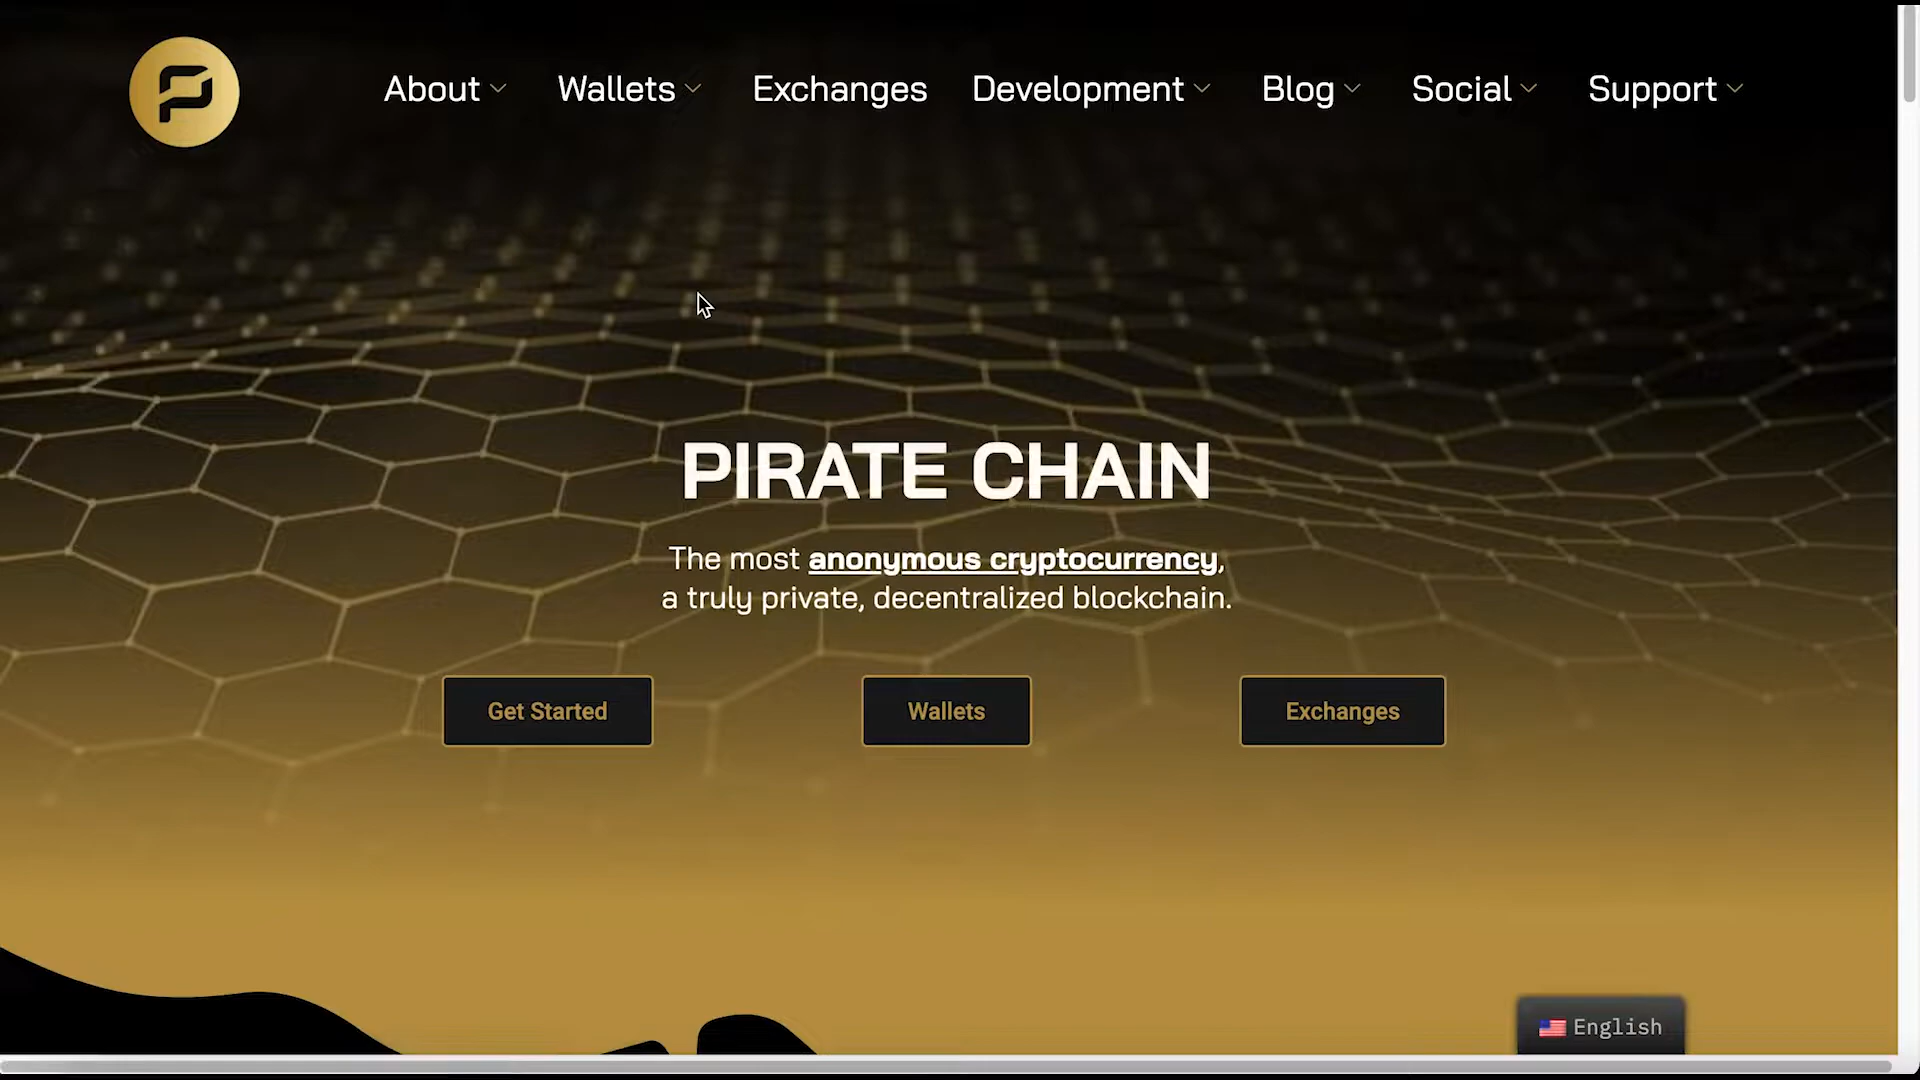 About
Wallets
Exchanges
Development
Blog
Social
Support
PIRATE CHAIN
The most anonymous cryptocurrency,
a truly private, decentralized blockchain.
Get Started
Wallets
Exchanges
English